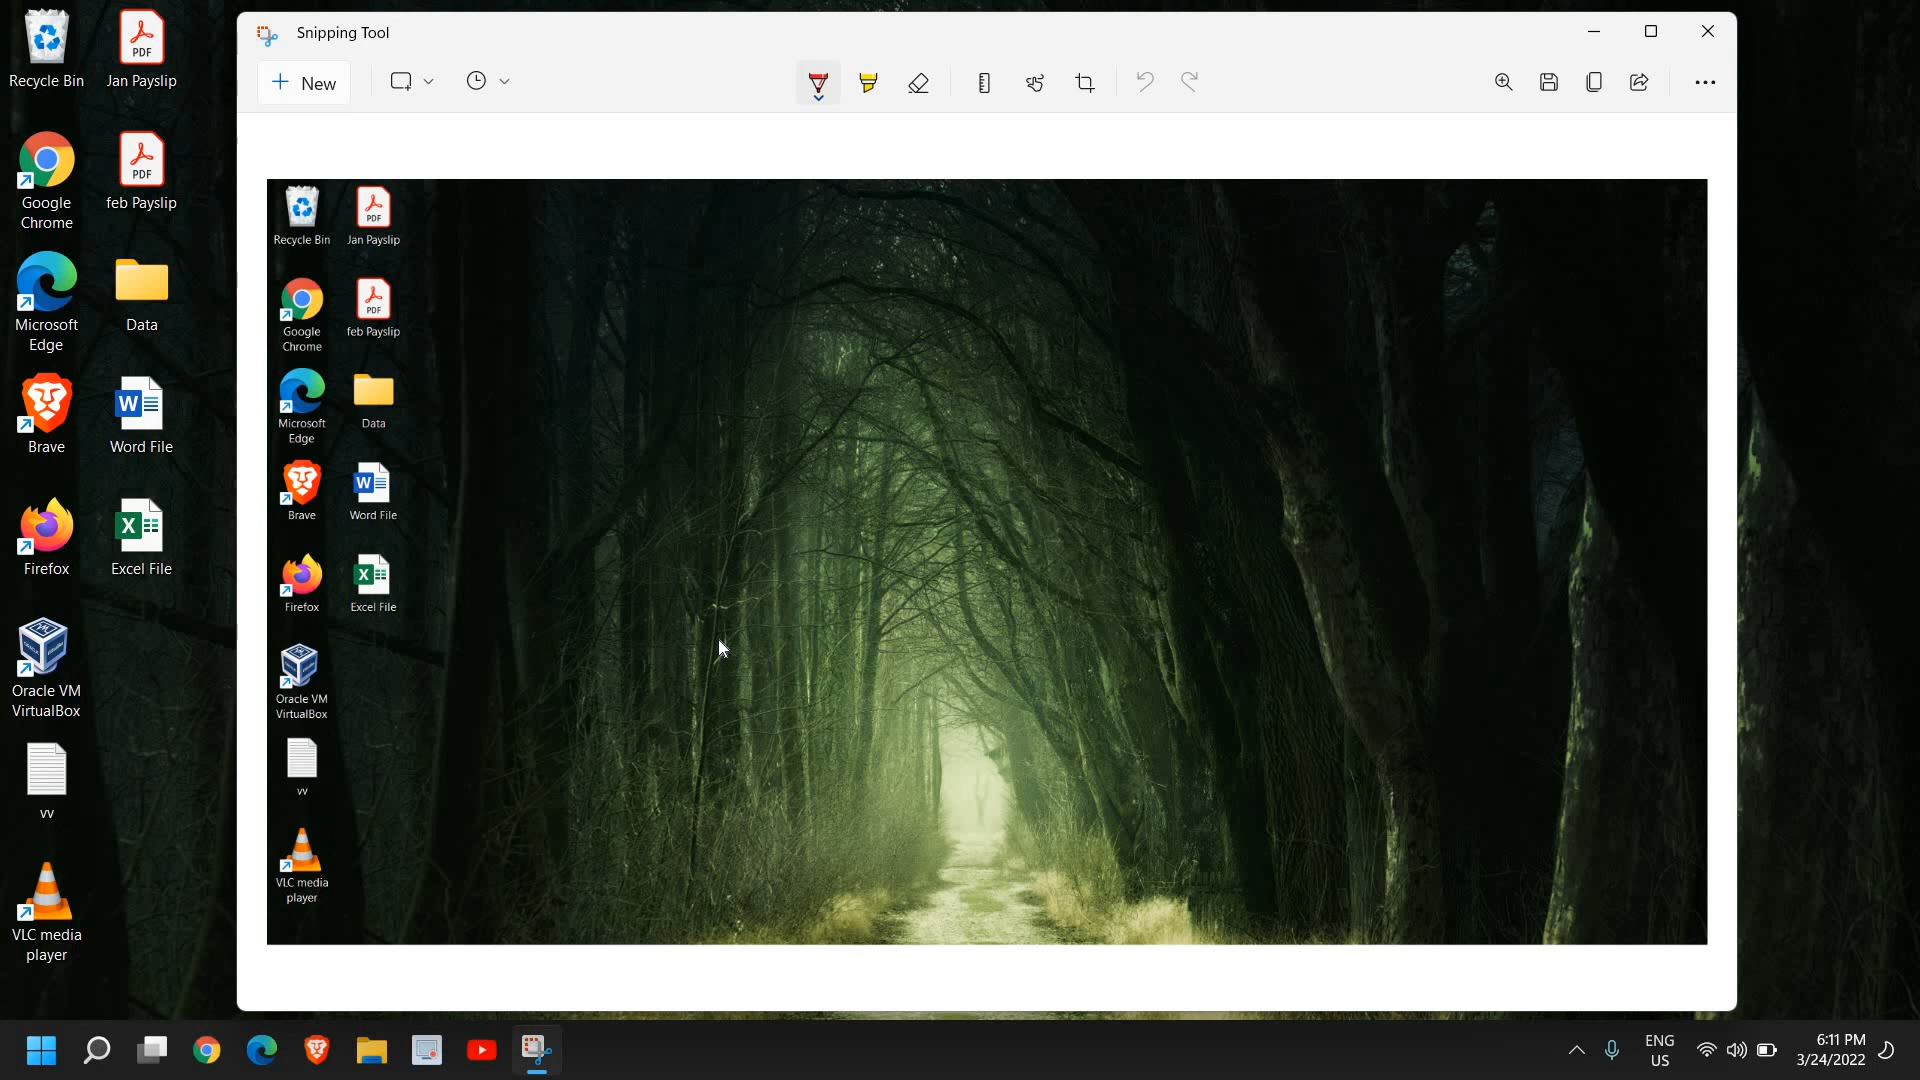 Recycle Bin
Jan Payslip
Google
Chrome
feb Payslip
Microsoft
Edge
Data
Brave
Word File
Firefox
Excel File
Oracle VM
VirtualBox
vv
VLC media
player
Snipping Tool
New
Recycle Bin
Jan Payslip
Google
Chrome
feb Payslip
Microsoft
Edge
Data
Brave
Word File
Firefox
Excel File
Oracle VM
VirtualBox
vv
VLC media
player
PDF
PDF
PDF
PDF
W
X
W
X
ENG
US
6:11 PM
3/24/2022